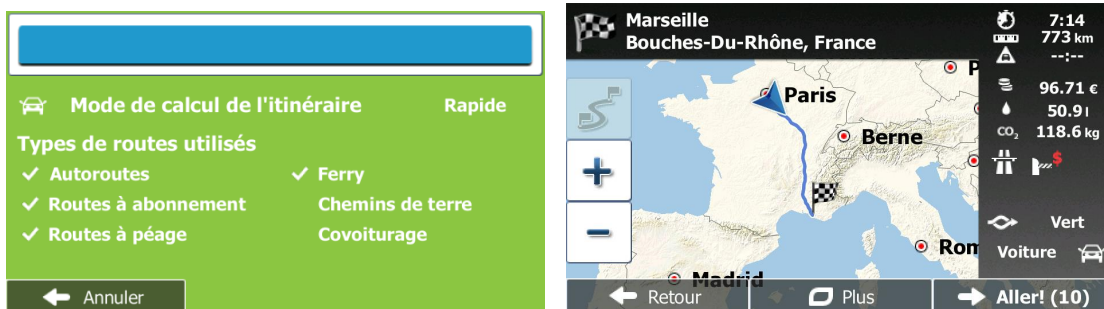 Mode de calcul de l'itinéraire Rapide
Types de routes utilisés
Autoroutes Ferry
Routes à abonnement Chemins de terre
Routes à péage Covoiturage
Annuler
Marseille
Bouches-Du-Rhône, France
7:14
773 km
--:--
96.71 €
50.9 l
CO₂ 118.6 kg
$
Vert
Voiture
P
Paris
Berne
Rom
Madrid
Retour Plus Aller! (10)